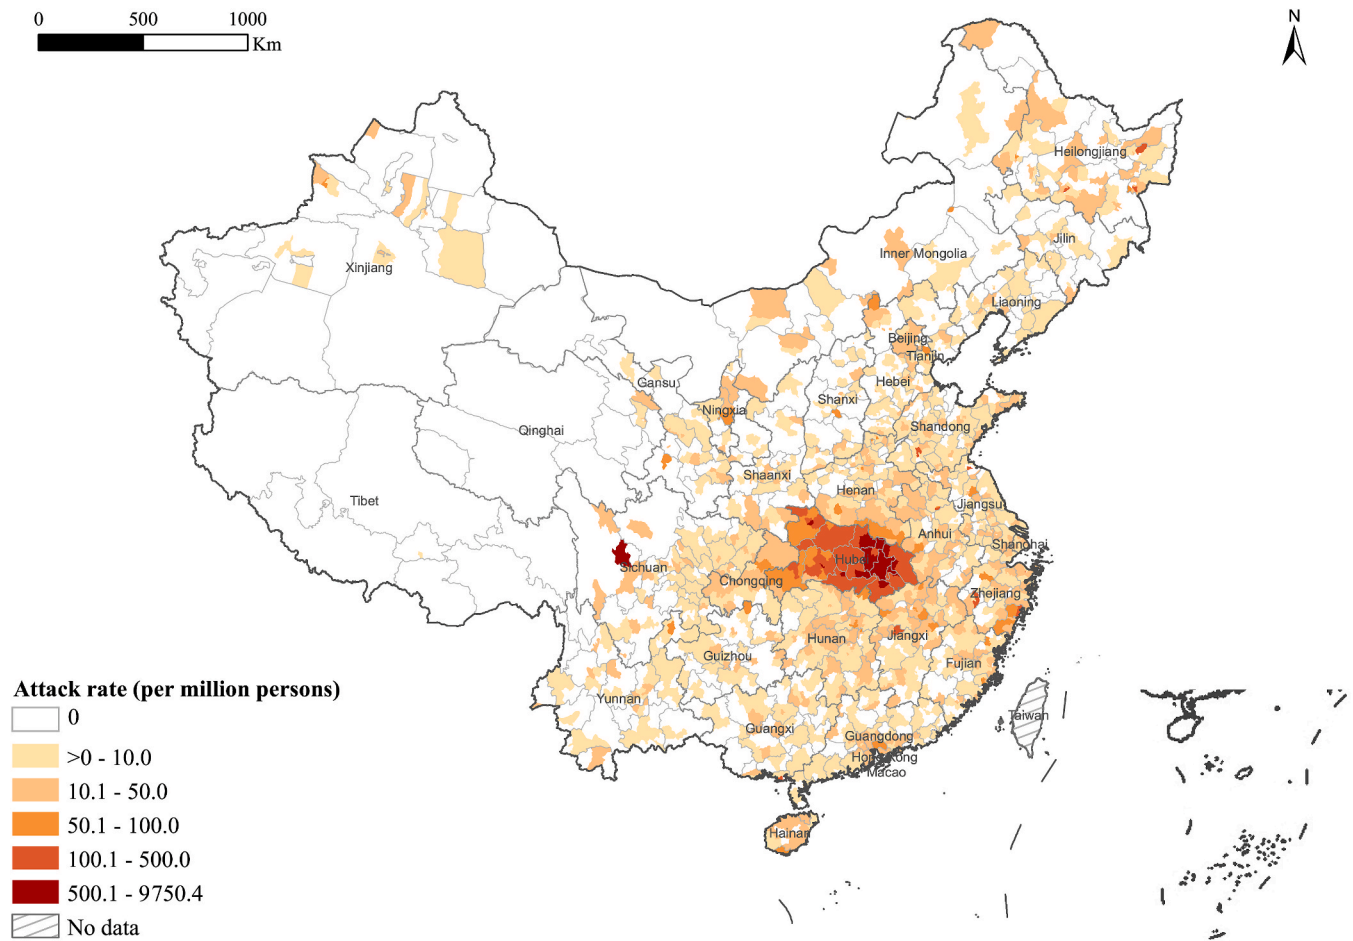 0 500 1000
Km
N
Heilongjiang
Jilin
Inner Mongolia
Xinjiang
Liaoning
Beijing
Tianjin
Gansu
Hebei
Ningxia
Shanxi
Shandong
Qinghai
Shaanxi
Henan
Tibet
Jiangsu
Anhui
Shanghai
Hubei
Sichuan
Chongqing
Zhejiang
Hunan
Jiangxi
Guizhou
Fujian
Attack rate (per million persons)
Yunnan
0
Taiwan
Guangxi
Guangdong
>0 - 10.0
Hong Kong
Macao
10.1 - 50.0
50.1 - 100.0
Hainan
100.1 - 500.0
500.1 - 9750.4
No data